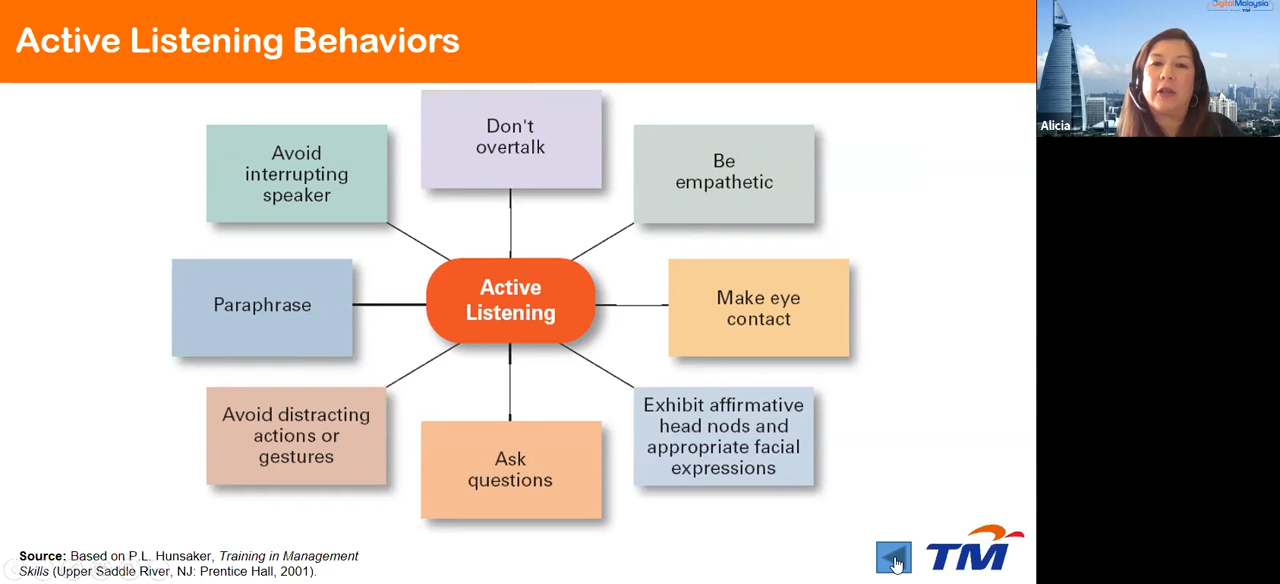 Active Listening Behaviors
DigitalMalaysia
TM
Alicia
Don't
overtalk
Avoid
interrupting
speaker
Be
empathetic
Paraphrase
Active
Listening
Make eye
contact
Avoid distracting
actions or
gestures
Ask
questions
Exhibit affirmative
head nods and
appropriate facial
expressions
Source: Based on P.L. Hunsaker, Training in Management
Skills (Upper Saddle River, NJ: Prentice Hall, 2001).
TM